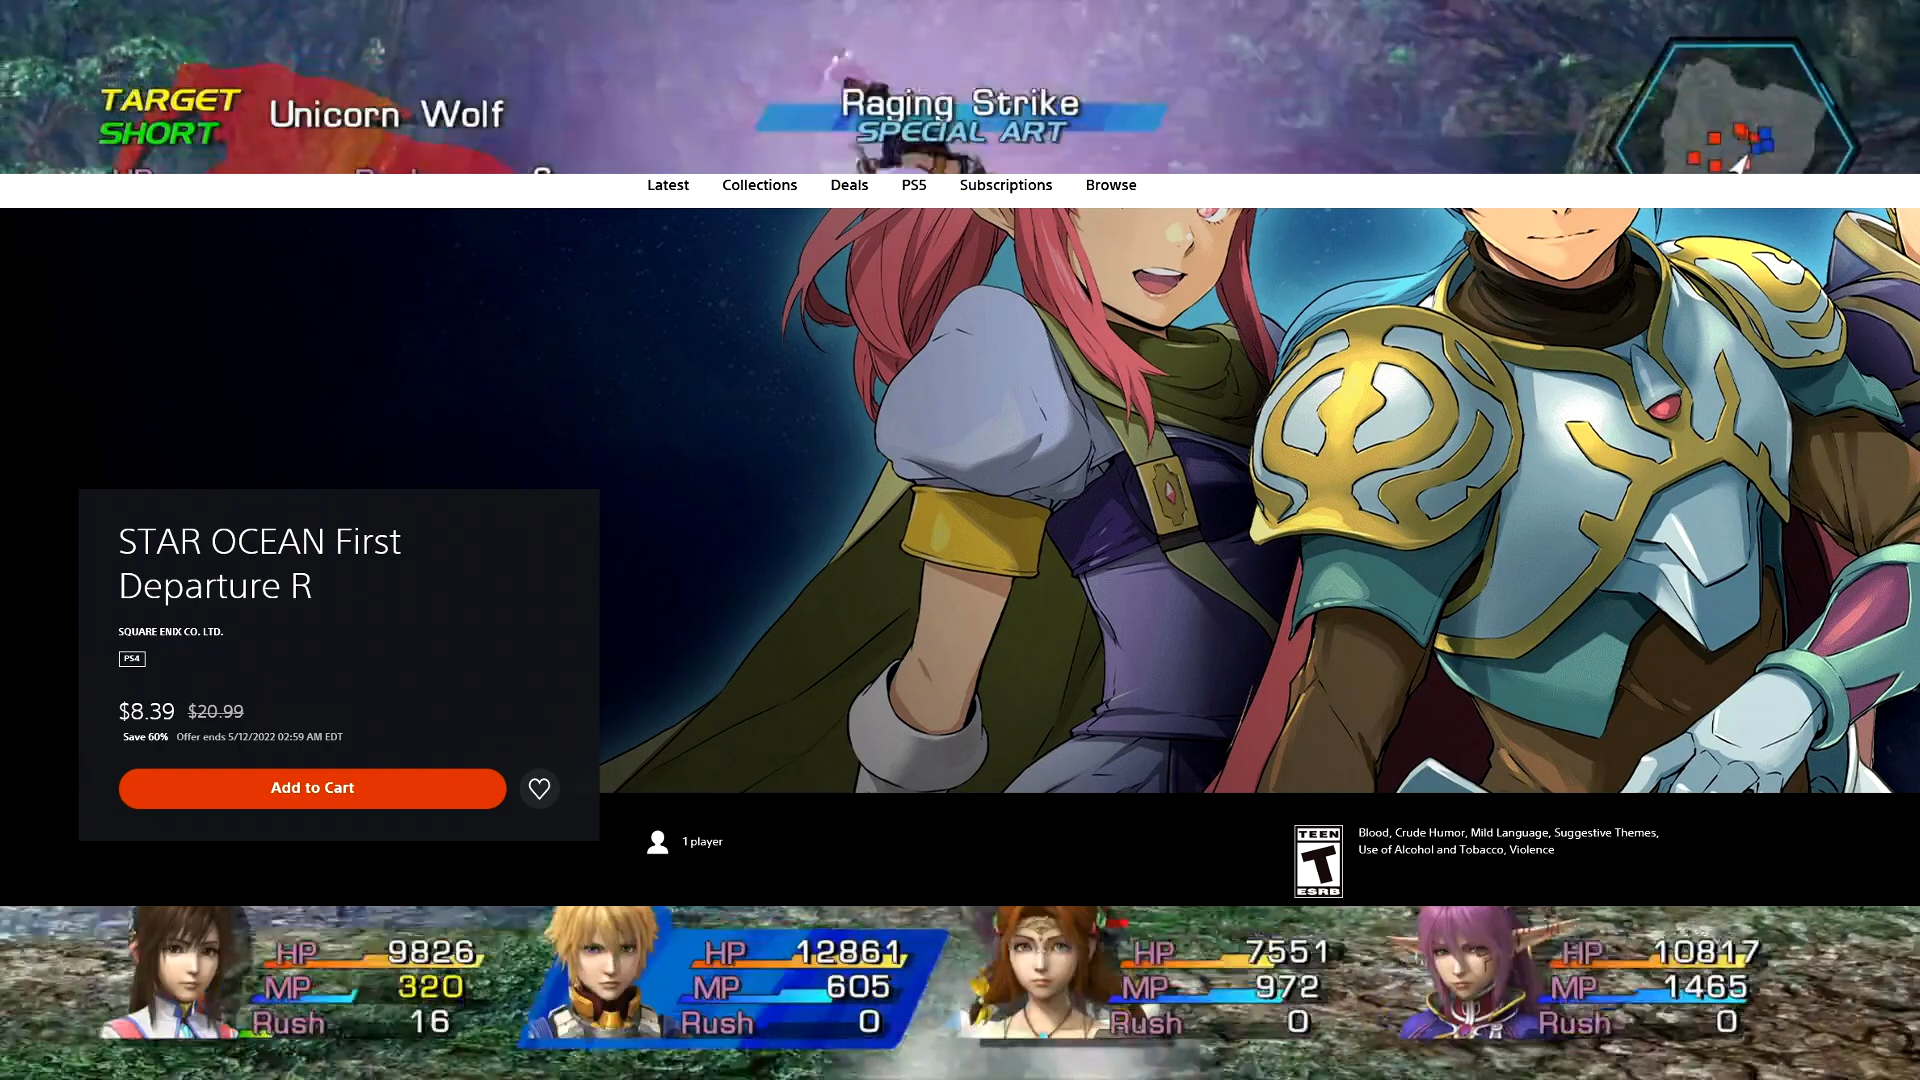 TARGET
SHORT
Unicorn Wolf
Raging Strike
SPECIAL ART
Latest Collections Deals PS5 Subscriptions Browse
STAR OCEAN First
Departure R
SQUARE ENIX CO. LTD.
PS4
$8.39 $20.99
Save 60% Offer ends 5/12/2022 02:59 AM EDT
Add to Cart
1 player
TEEN
T
ESRB
Blood, Crude Humor, Mild Language, Suggestive Themes,
Use of Alcohol and Tobacco, Violence
HP 9826
MP 320
Rush 16
HP 12861
MP 605
Rush 0
HP 7551
MP 972
Rush 0
HP 10817
MP 1465
Rush 0